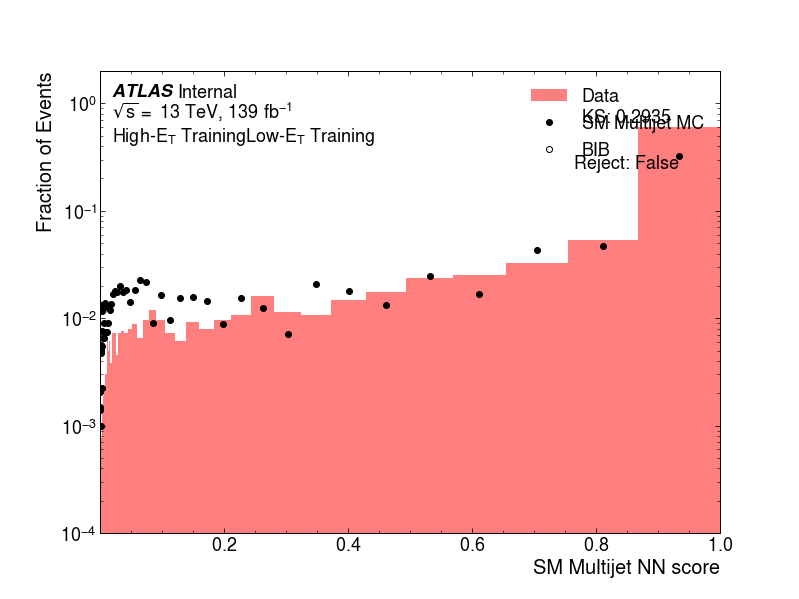 ATLAS Internal
√s = 13 TeV, 139 fb⁻¹
High-E_T TrainingLow-E_T Training
Data
KS: 0.2935
SM Multijet MC
BIB
Reject: False
Fraction of Events
10⁰
10⁻¹
10⁻²
10⁻³
10⁻⁴
0.2 0.4 0.6 0.8 1.0
SM Multijet NN score